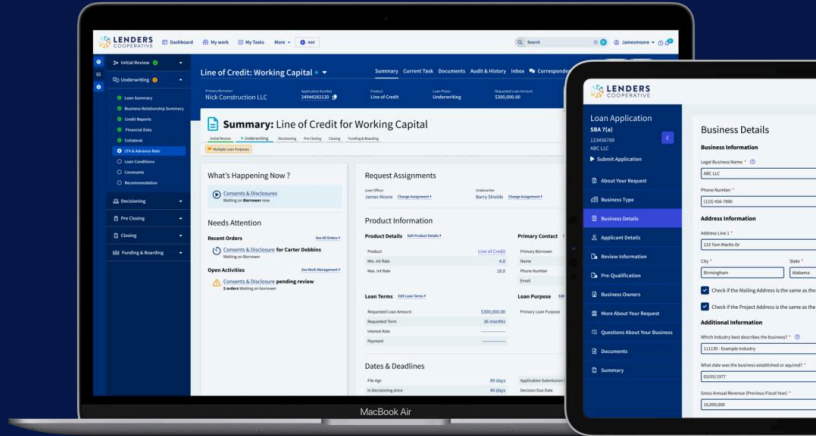 LENDERS
COOPERATIVE
Dashboard
My work
My Tasks
More
Add
Search
Jamesmoore
Initial Review
Underwriting
Loan Summary
Business Relationship Summary
Credit Reports
Financial Data
Collateral
LTV & Advance Rate
Loan Conditions
Covenants
Recommendation
Decisioning
Pre Closing
Closing
Funding & Boarding
Line of Credit: Working Capital
Summary Current Task Documents Audit & History Inbox Corresponden
Primary Borrower
Nick Construction LLC
Application Number
Product
Line of Credit
Loan Phase
Underwriting
Requested Loan Amount
$300,000.00
Summary: Line of Credit for Working Capital
Initial Review Underwriting Decisioning Pre Closing Closing Funding & Boarding
Multiple Loan Purposes
What's Happening Now ?
Consents & Disclosures
Waiting on Borrower now
Needs Attention
Recent Orders
See All Orders
Consents & Disclosures for Carter Dobbins
Waiting on Borrower
Open Activities
See Work Management
Consents & Disclosure pending review
2 orders Waiting on borrower
Request Assignments
Loan Officer
James Moore Change Assignment
Underwriter
Barry Shields Change Assignment
Product Information
Product Details Edit Product Details
Product Line of Credit
Min. Int Rate 4.0
Max. Int Rate 18.0
Primary Contact
Primary Borrower
Name
Phone Number
Email
Loan Terms Edit Loan Terms
Requested Loan Amount $300,000.00
Requested Term 36 months
Interest Rate
Payment
Loan Purpose Edit
Primary Loan Purpose
Dates & Deadlines
File Age 89 days
In Decisioning since 40 days
Application Submission
Decision Due Date
MacBook Air
LENDERS
COOPERATIVE
Loan Application
SBA 7(a)
123456789
ABC LLC
Submit Application
About Your Request
Business Type
Business Details
Applicant Details
Review Information
Pre-Qualification
Business Owners
More About Your Request
Questions About Your Business
Documents
Summary
Business Details
Business Information
Legal Business Name *
ABC LLC
Phone Number *
(123) 456-7890
Address Information
Address Line 1 *
123 Tom Martin Dr
City *
Birmingham
State *
Alabama
Check if the Mailing Address is the same as the
Check if the Project Address is the same as the
Additional Information
Which industry best describes the business? *
111130 - Example Industry
What date was the business established or aquired? *
03/03/1977
Gross Annual Revenue (Previous Fiscal Year) *
10,000,000